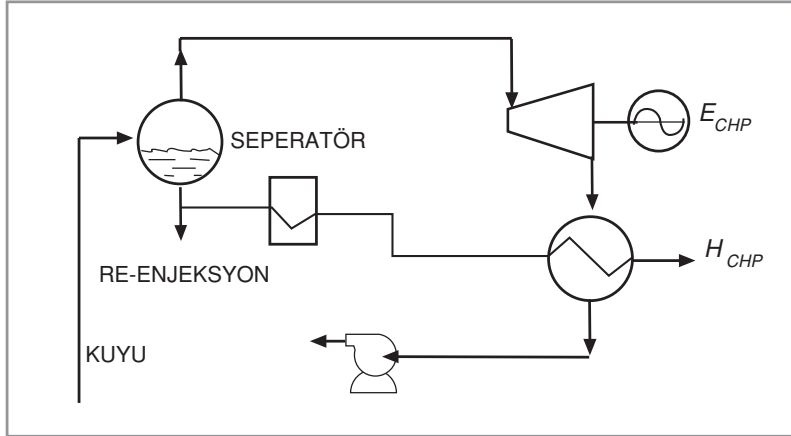 E_CHP
SEPERATÖR
H_CHP
RE-ENJEKSYON
KUYU